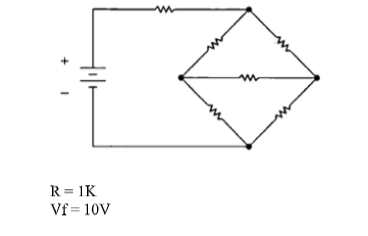 +
−
R = 1K
Vf = 10V